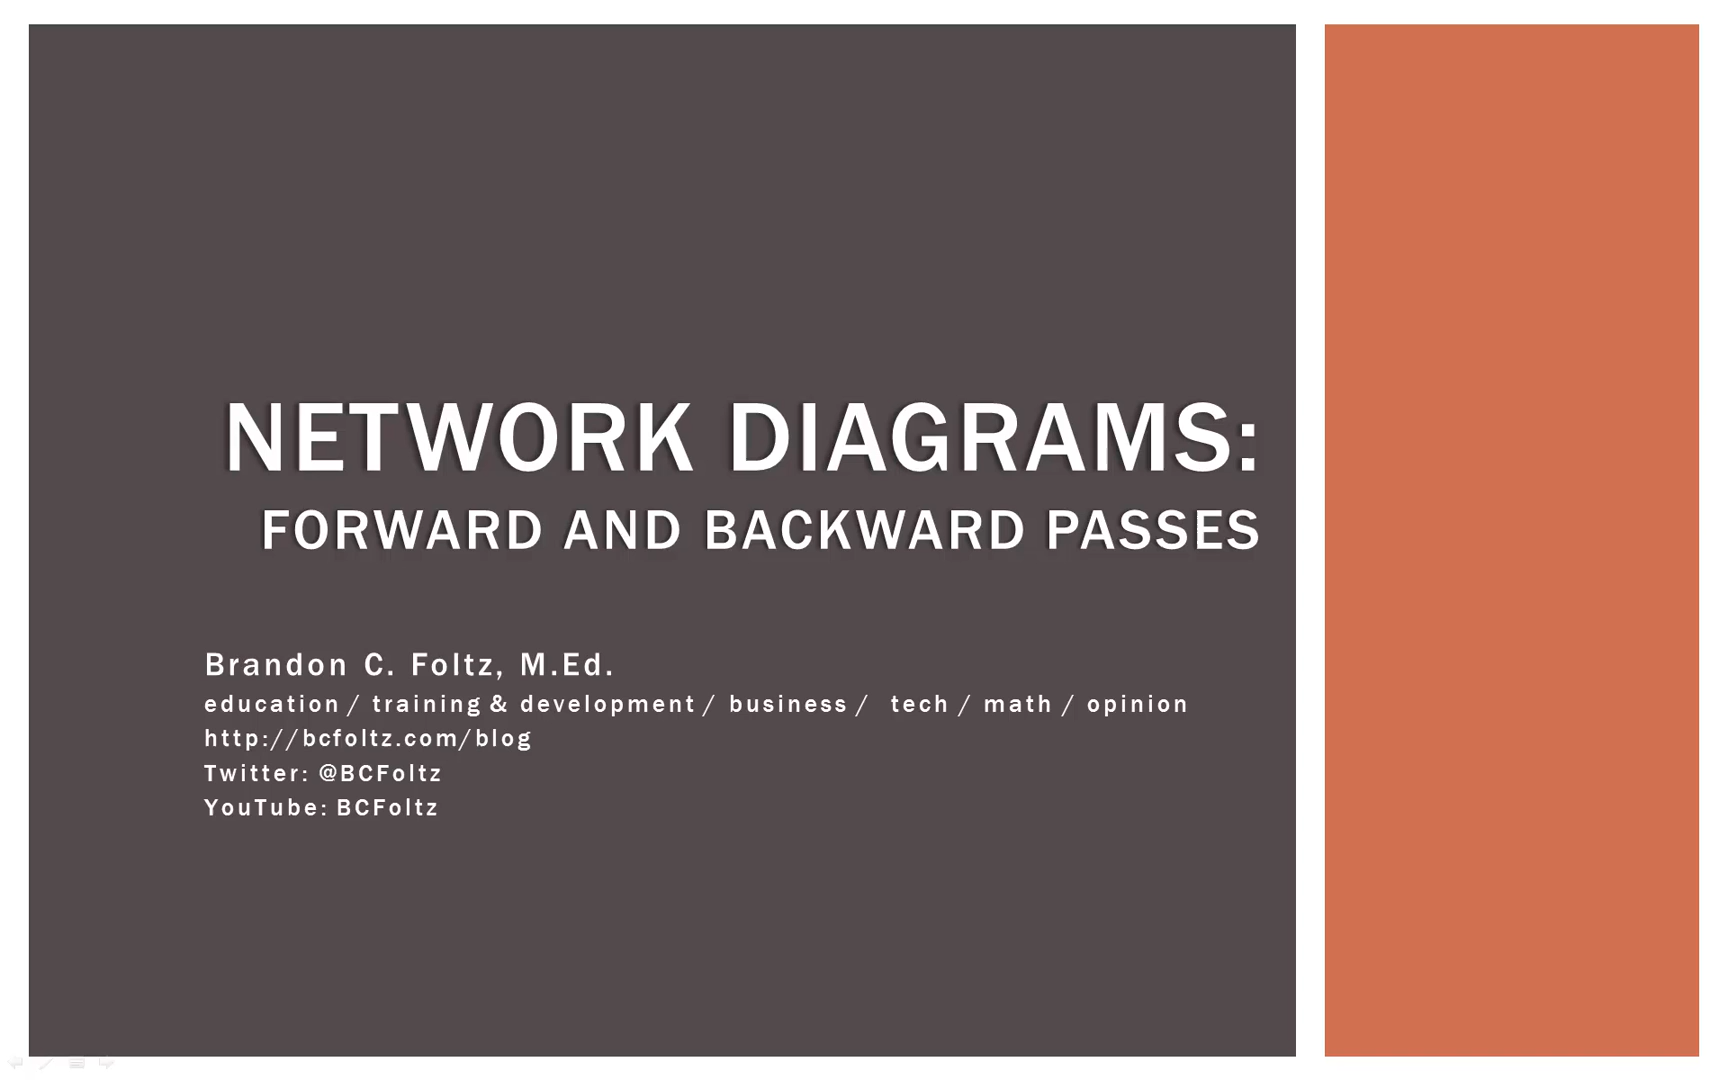 NETWORK DIAGRAMS:
FORWARD AND BACKWARD PASSES
Brandon C. Foltz, M.Ed.
education / training & development / business / tech / math / opinion
http://bcfoltz.com/blog
Twitter: @BCFoltz
YouTube: BCFoltz